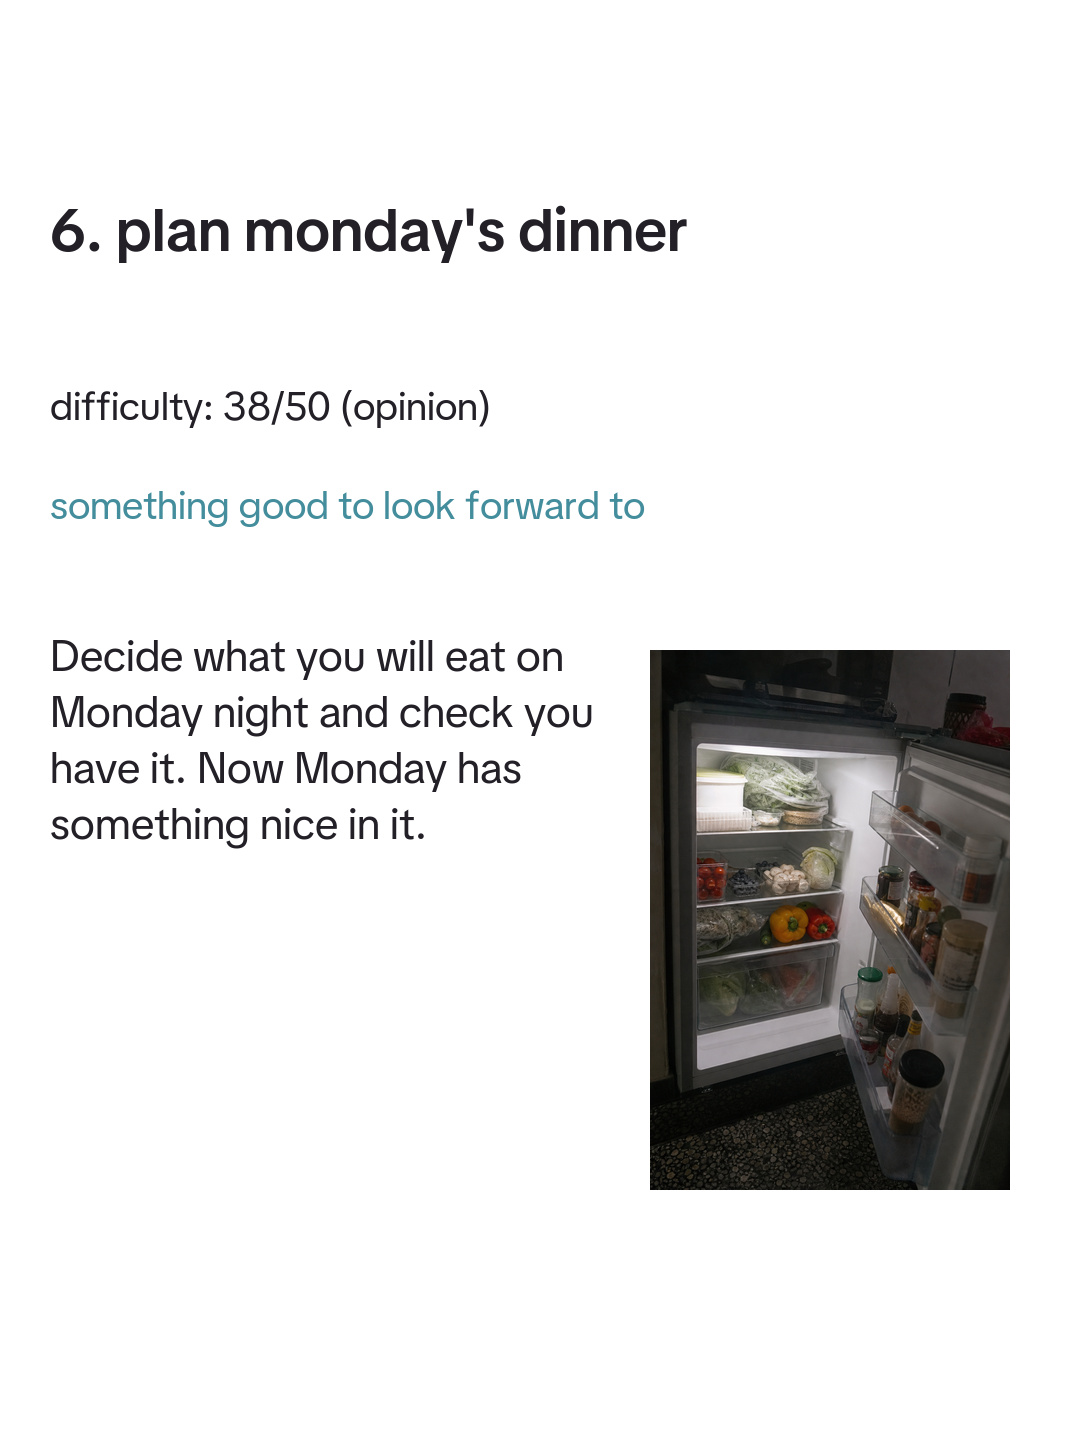 6. plan monday's dinner
difficulty: 38/50 (opinion)
something good to look forward to
Decide what you will eat on
Monday night and check you
have it. Now Monday has
something nice in it.